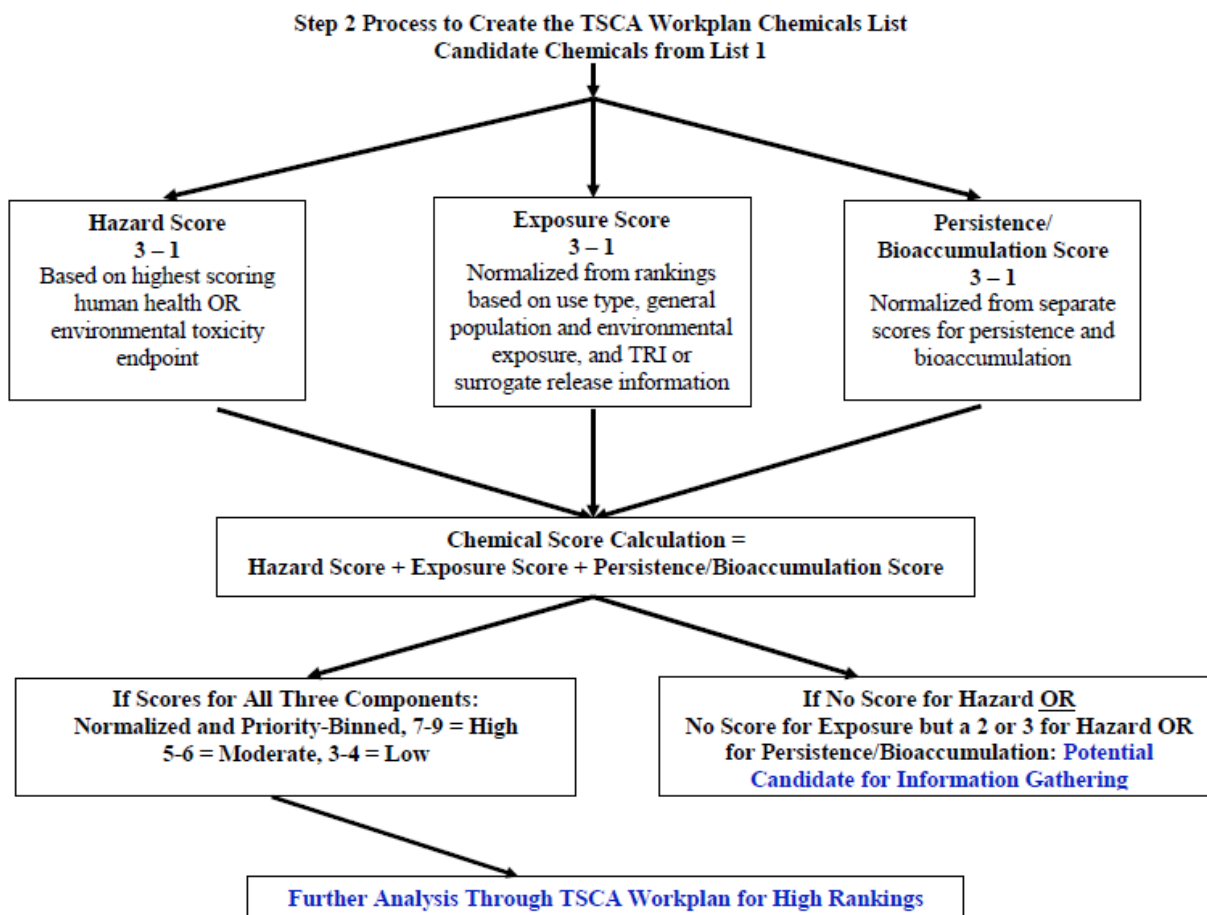 Step 2 Process to Create the TSCA Workplan Chemicals List
Candidate Chemicals from List 1
Hazard Score
3 – 1
Based on highest scoring
human health OR
environmental toxicity
endpoint
Exposure Score
3 – 1
Normalized from rankings
based on use type, general
population and environmental
exposure, and TRI or
surrogate release information
Persistence/
Bioaccumulation Score
3 – 1
Normalized from separate
scores for persistence and
bioaccumulation
Chemical Score Calculation =
Hazard Score + Exposure Score + Persistence/Bioaccumulation Score
If Scores for All Three Components:
Normalized and Priority-Binned, 7-9 = High
5-6 = Moderate, 3-4 = Low
If No Score for Hazard OR
No Score for Exposure but a 2 or 3 for Hazard OR
for Persistence/Bioaccumulation: Potential
Candidate for Information Gathering
Further Analysis Through TSCA Workplan for High Rankings